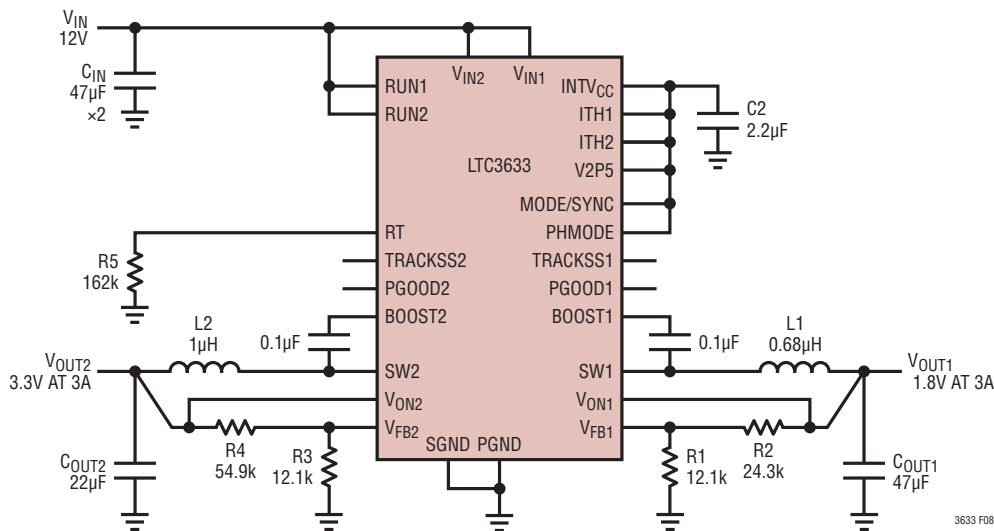 VIN
12V
CIN
47µF
×2
VIN2
VIN1
RUN1
RUN2
INTVCC
ITH1
ITH2
V2P5
MODE/SYNC
PHMODE
LTC3633
C2
2.2µF
RT
R5
162k
TRACKSS2
TRACKSS1
PGOOD2
PGOOD1
BOOST2
BOOST1
L2
1µH
0.1µF
0.1µF
L1
0.68µH
VOUT2
3.3V AT 3A
SW2
SW1
VOUT1
1.8V AT 3A
VON2
VON1
VFB2
VFB1
SGND PGND
R4
54.9k
R3
12.1k
R1
12.1k
R2
24.3k
COUT2
22µF
COUT1
47µF
3633 F08